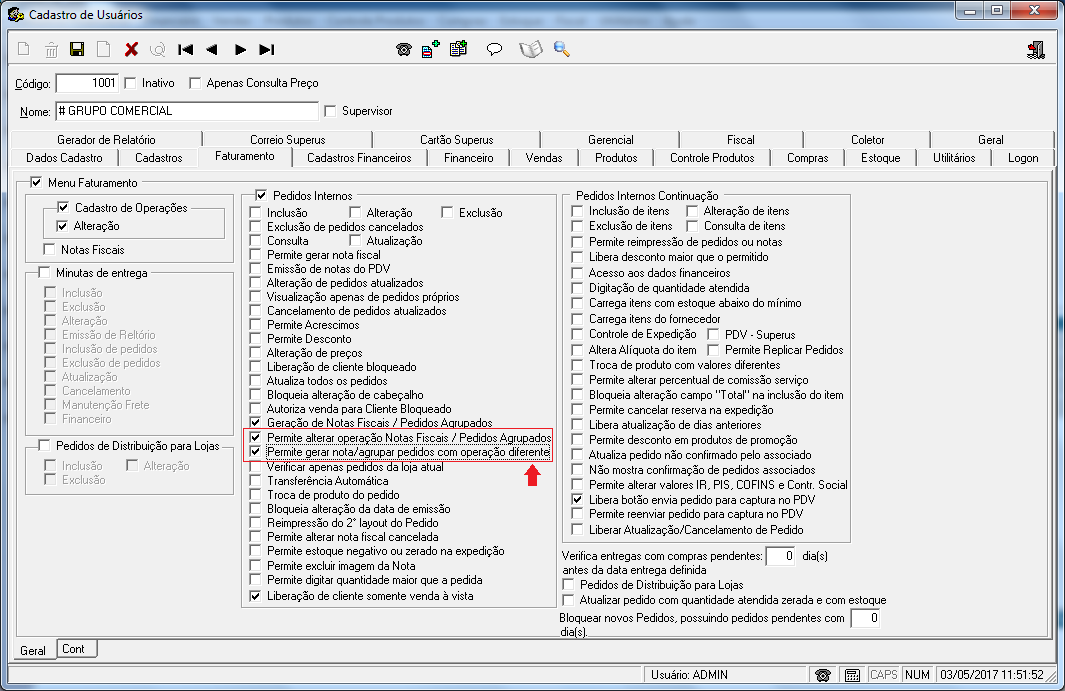 Cadastro de Usuários
Código: 1001 Inativo Apenas Consulta Preço
Nome: # GRUPO COMERCIAL Supervisor
Gerador de Relatório Correio Superus Cartão Superus Gerencial Fiscal Coletor Geral
Dados Cadastro Cadastros Faturamento Cadastros Financeiros Financeiro Vendas Produtos Controle Produtos Compras Estoque Utilitários Logon
Menu Faturamento
Cadastro de Operações
Alteração
Notas Fiscais
Minutas de entrega
Inclusão
Exclusão
Alteração
Emissão de Reltório
Inclusão de pedidos
Exclusão de pedidos
Atualização
Cancelamento
Manutenção Frete
Financeiro
Pedidos de Distribuição para Lojas
Inclusão Alteração
Exclusão
Pedidos Internos
Inclusão Alteração Exclusão
Exclusão de pedidos cancelados
Consulta Atualização
Permite gerar nota fiscal
Emissão de notas do PDV
Alteração de pedidos atualizados
Visualização apenas de pedidos próprios
Cancelamento de pedidos atualizados
Permite Acrescimos
Permite Desconto
Alteração de preços
Liberação de cliente bloqueado
Atualiza todos os pedidos
Bloqueia alteração de cabeçalho
Autoriza venda para Cliente Bloqueado
Geração de Notas Fiscais / Pedidos Agrupados
Permite alterar operação Notas Fiscais / Pedidos Agrupados
Permite gerar nota/agrupar pedidos com operação diferente
Verificar apenas pedidos da loja atual
Transferência Automática
Troca de produto do pedido
Bloqueia alteração da data de emissão
Reimpressão do 2° layout do Pedido
Permite alterar nota fiscal cancelada
Permite estoque negativo ou zerado na expedição
Permite excluir imagem da Nota
Permite digitar quantidade maior que a pedida
Liberação de cliente somente venda à vista
Pedidos Internos Continuação
Inclusão de itens Alteração de itens
Exclusão de itens Consulta de itens
Permite reimpressão de pedidos ou notas
Libera desconto maior que o permitido
Acesso aos dados financeiros
Digitação de quantidade atendida
Carrega itens com estoque abaixo do mínimo
Carrega itens do fornecedor
Controle de Expedição PDV - Superus
Altera Alíquota do item Permite Replicar Pedidos
Troca de produto com valores diferentes
Permite alterar percentual de comissão serviço
Bloqueia alteração campo "Total" na inclusão do item
Permite cancelar reserva na expedição
Libera atualização de dias anteriores
Permite desconto em produtos de promoção
Atualiza pedido não confirmado pelo associado
Não mostra confirmação de pedidos associados
Permite alterar valores IR, PIS, COFINS e Contr. Social
Libera botão envia pedido para captura no PDV
Permite reenviar pedido para captura no PDV
Liberar Atualização/Cancelamento de Pedido
Verifica entregas com compras pendentes: 0 dia(s)
antes da data entrega definida
Pedidos de Distribuição para Lojas
Atualizar pedido com quantidade atendida zerada e com estoque
Bloquear novos Pedidos, possuindo pedidos pendentes com 0
dia(s).
Geral Cont
Usuário: ADMIN CAPS NUM 03/05/2017 11:51:52